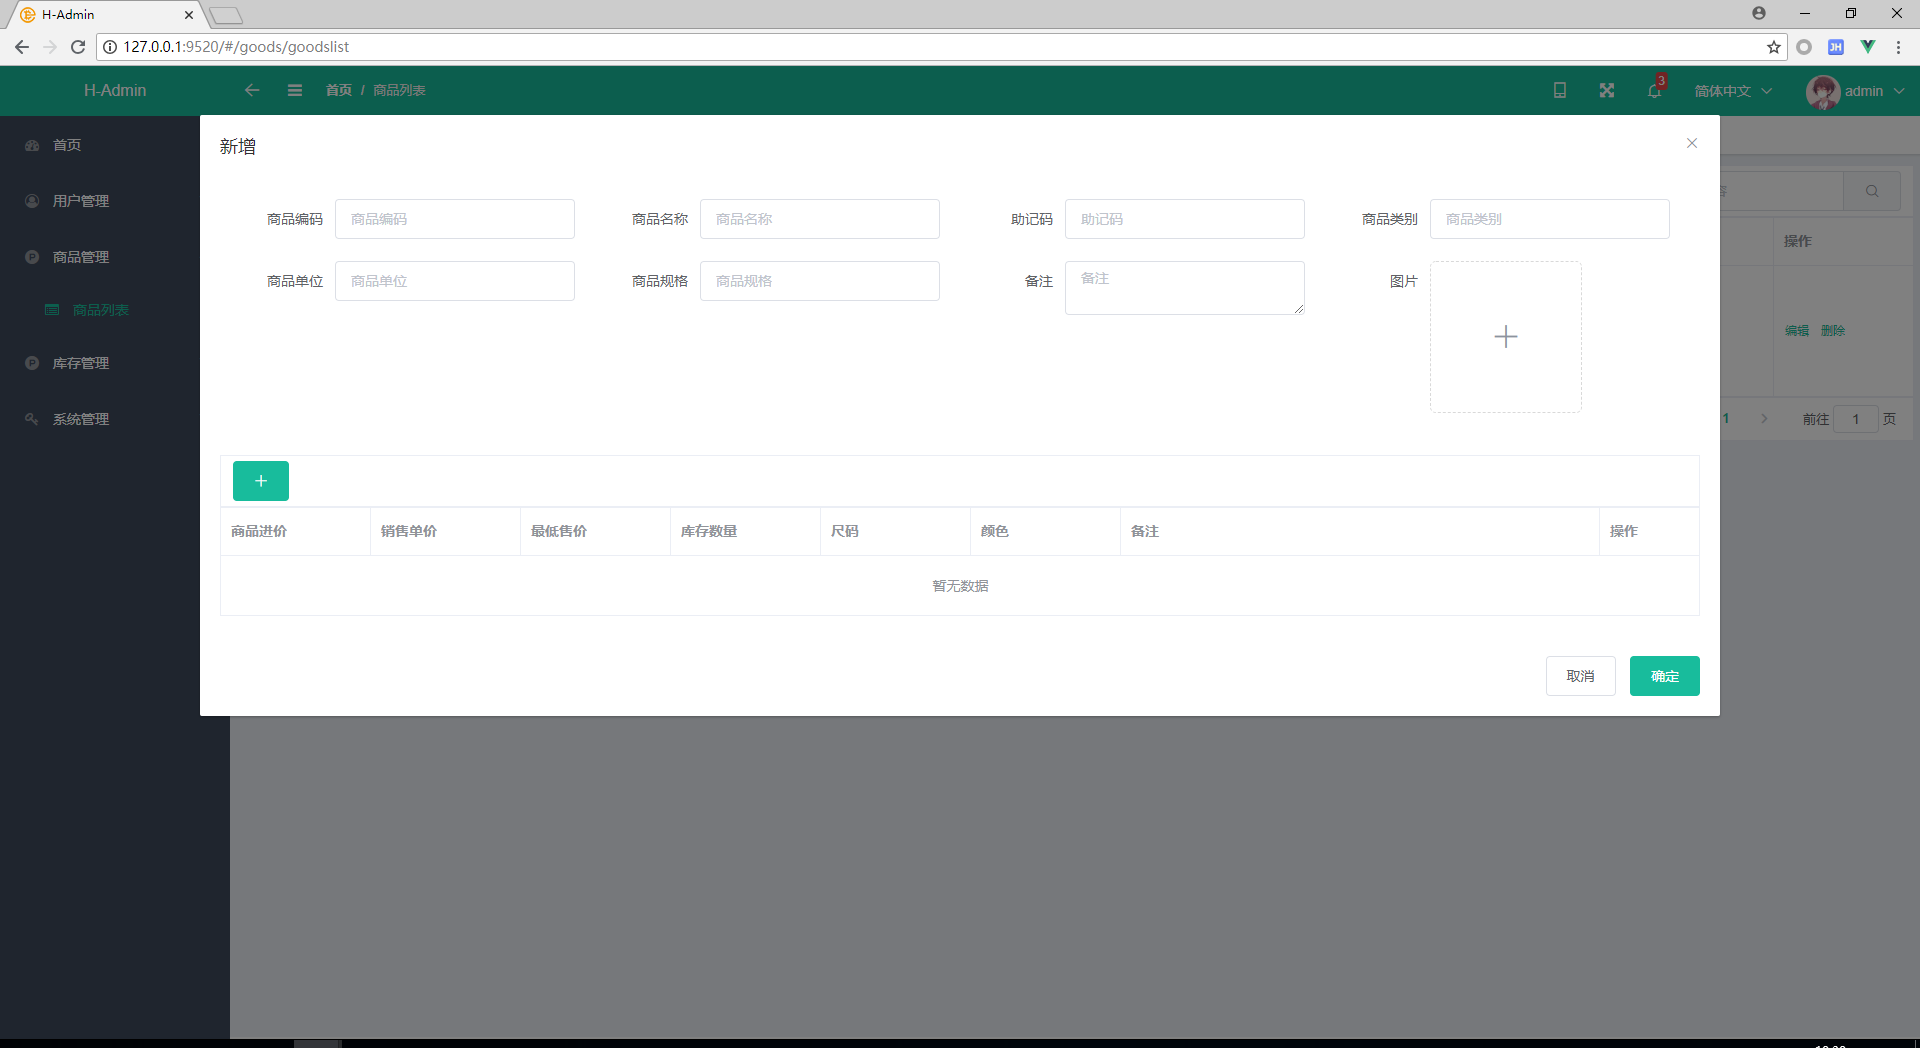 H-Admin
127.0.0.1:9520/#/goods/goodslist
H-Admin
首页 / 商品列表
3
简体中文
admin
首页
用户管理
商品管理
商品列表
库存管理
系统管理
新增
商品编码 商品编码 商品名称 商品名称 助记码 助记码 商品类别 商品类别
商品单位 商品单位 商品规格 商品规格 备注 备注 图片
商品进价 销售单价 最低售价 库存数量 尺码 颜色 备注 操作
暂无数据
取消 确定
操作
编辑 删除
1 前往 1 页